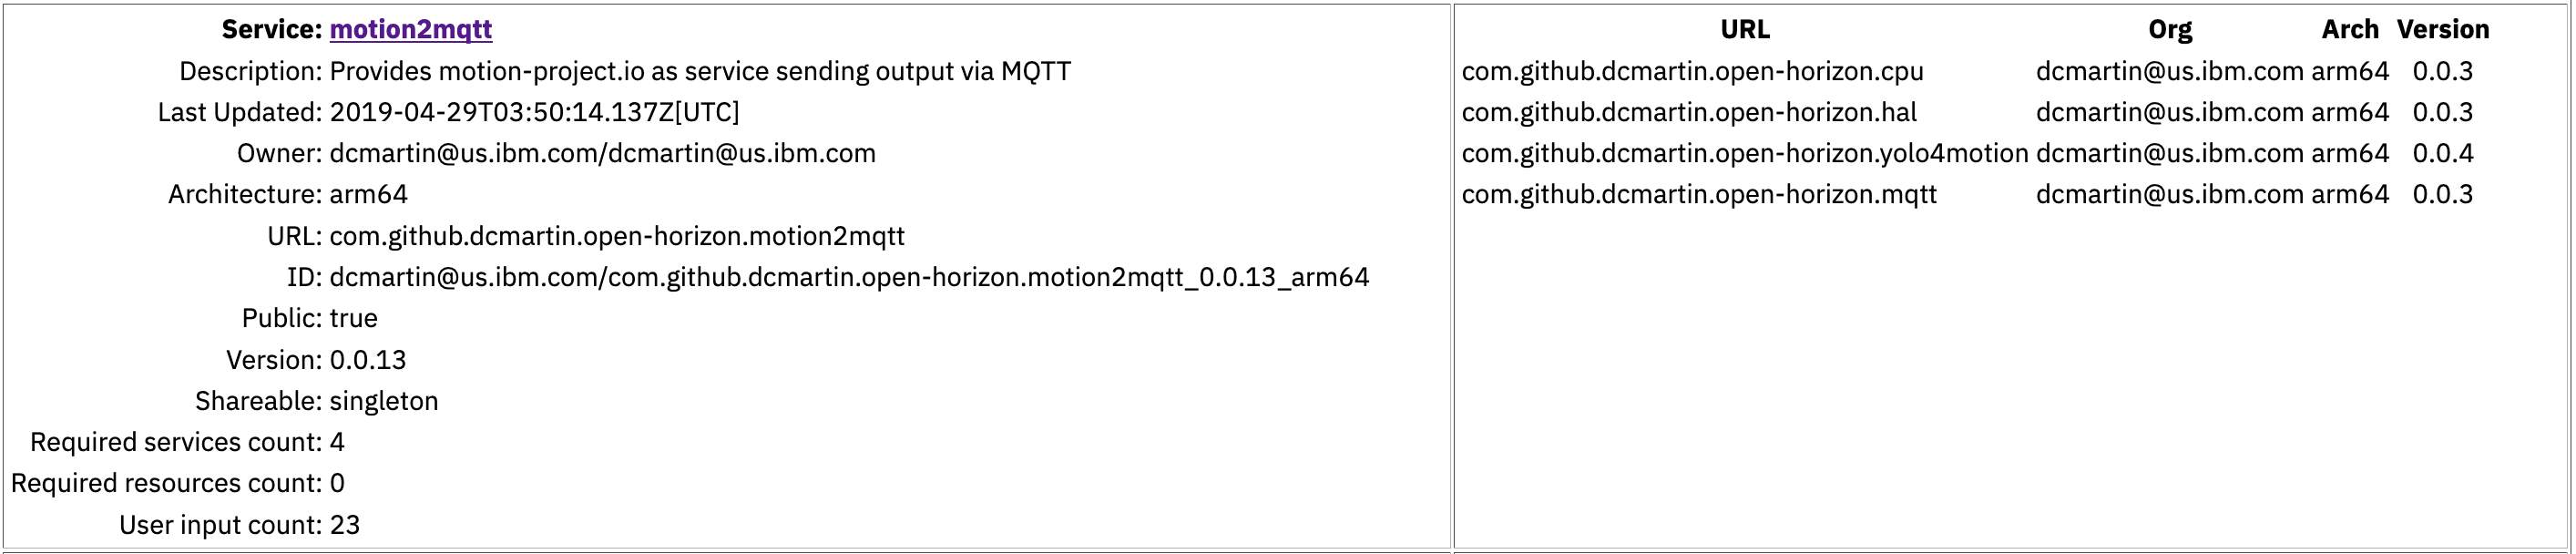 Service: motion2mqtt
Description: Provides motion-project.io as service sending output via MQTT
Last Updated: 2019-04-29T03:50:14.137Z[UTC]
Owner: dcmartin@us.ibm.com/dcmartin@us.ibm.com
Architecture: arm64
URL: com.github.dcmartin.open-horizon.motion2mqtt
ID: dcmartin@us.ibm.com/com.github.dcmartin.open-horizon.motion2mqtt_0.0.13_arm64
Public: true
Version: 0.0.13
Shareable: singleton
Required services count: 4
Required resources count: 0
User input count: 23
URL Org Arch Version
com.github.dcmartin.open-horizon.cpu dcmartin@us.ibm.com arm64 0.0.3
com.github.dcmartin.open-horizon.hal dcmartin@us.ibm.com arm64 0.0.3
com.github.dcmartin.open-horizon.yolo4motion dcmartin@us.ibm.com arm64 0.0.4
com.github.dcmartin.open-horizon.mqtt dcmartin@us.ibm.com arm64 0.0.3